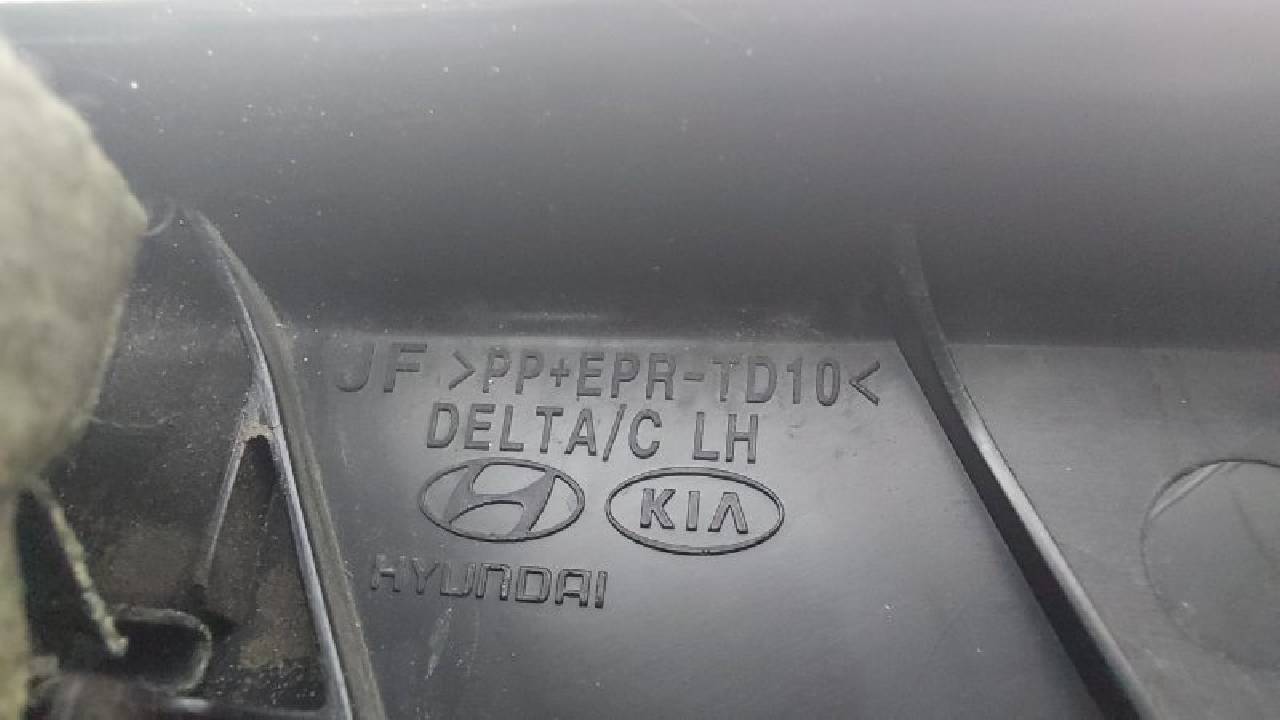 JF >PP+EPR-TD10<
DELTA/C LH
KIA
HYUNDAI